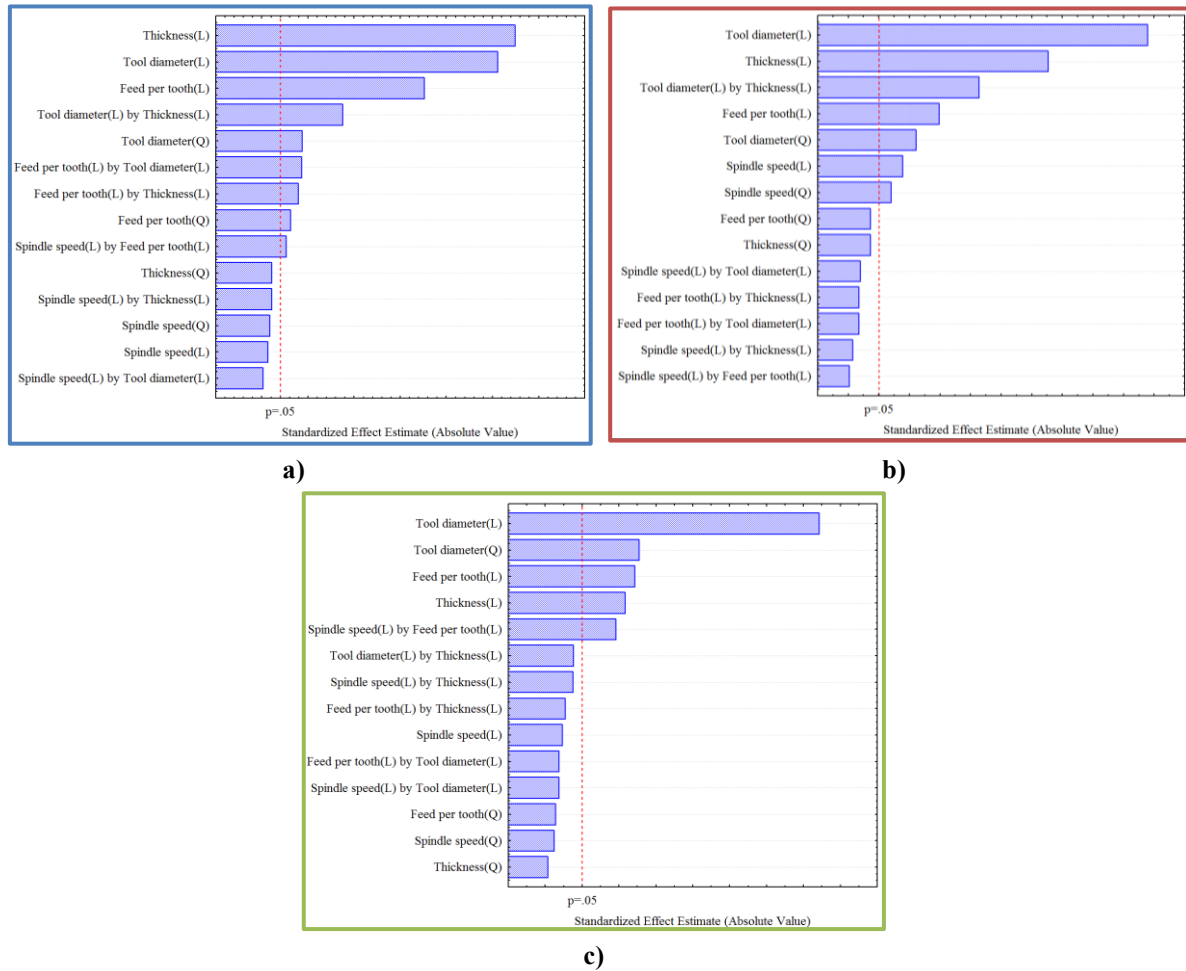 Thickness(L)
Tool diameter(L)
Feed per tooth(L)
Tool diameter(L) by Thickness(L)
Tool diameter(Q)
Feed per tooth(L) by Tool diameter(L)
Feed per tooth(L) by Thickness(L)
Feed per tooth(Q)
Spindle speed(L) by Feed per tooth(L)
Thickness(Q)
Spindle speed(L) by Thickness(L)
Spindle speed(Q)
Spindle speed(L)
Spindle speed(L) by Tool diameter(L)
p=.05
Standardized Effect Estimate (Absolute Value)
a)
Tool diameter(L)
Thickness(L)
Tool diameter(L) by Thickness(L)
Feed per tooth(L)
Tool diameter(Q)
Spindle speed(L)
Spindle speed(Q)
Feed per tooth(Q)
Thickness(Q)
Spindle speed(L) by Tool diameter(L)
Feed per tooth(L) by Thickness(L)
Feed per tooth(L) by Tool diameter(L)
Spindle speed(L) by Thickness(L)
Spindle speed(L) by Feed per tooth(L)
p=.05
Standardized Effect Estimate (Absolute Value)
b)
Tool diameter(L)
Tool diameter(Q)
Feed per tooth(L)
Thickness(L)
Spindle speed(L) by Feed per tooth(L)
Tool diameter(L) by Thickness(L)
Spindle speed(L) by Thickness(L)
Feed per tooth(L) by Thickness(L)
Spindle speed(L)
Feed per tooth(L) by Tool diameter(L)
Spindle speed(L) by Tool diameter(L)
Feed per tooth(Q)
Spindle speed(Q)
Thickness(Q)
p=.05
Standardized Effect Estimate (Absolute Value)
c)